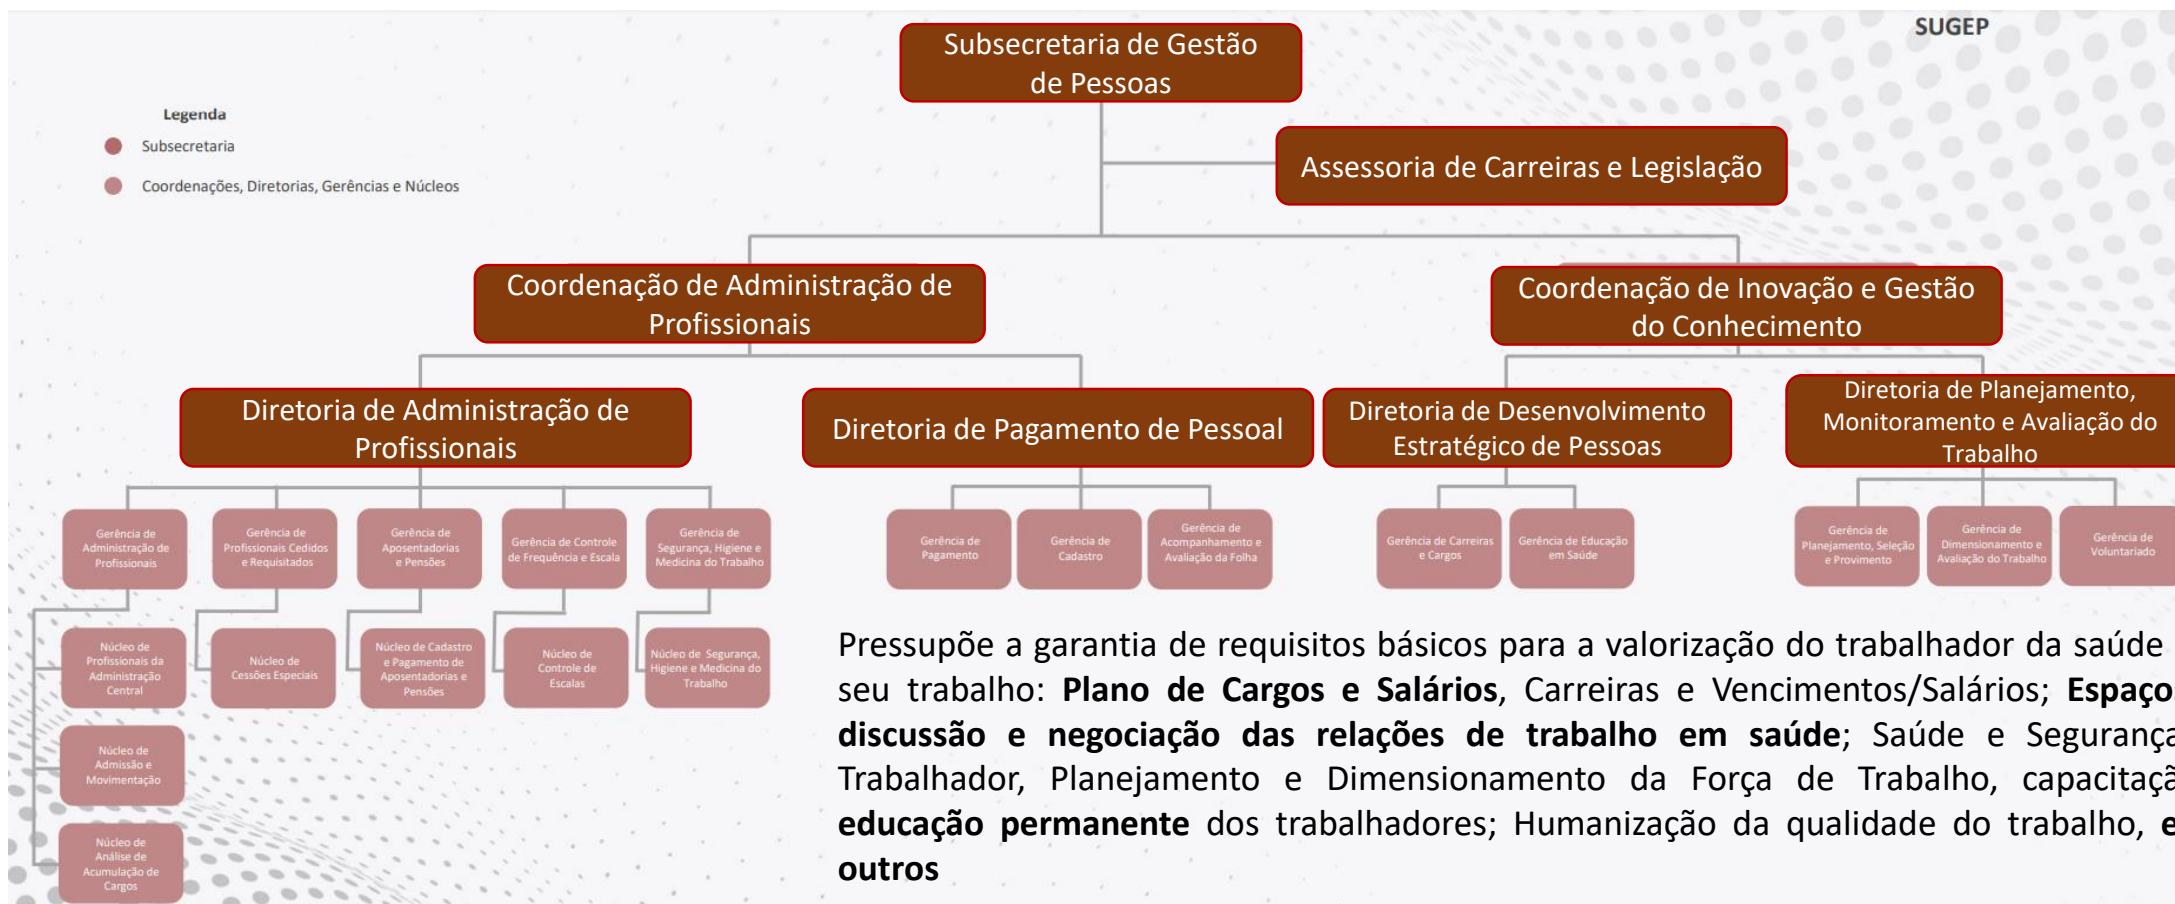 SUGEP
Subsecretaria de Gestão
de Pessoas
Legenda
Subsecretaria
Coordenações, Diretorias, Gerências e Núcleos
Assessoria de Carreiras e Legislação
Coordenação de Administração de
Profissionais
Coordenação de Inovação e Gestão
do Conhecimento
Diretoria de Administração de
Profissionais
Diretoria de Pagamento de Pessoal
Diretoria de Desenvolvimento
Estratégico de Pessoas
Diretoria de Planejamento,
Monitoramento e Avaliação do
Trabalho
Gerência de
Administração de
Profissionais
Gerência de
Profissionais Cedidos
e Requisitados
Gerência de
Aposentadorias
e Pensões
Gerência de Controle
de Frequência e Escala
Gerência de
Segurança, Higiene e
Medicina do Trabalho
Gerência de
Pagamento
Gerência de
Cadastro
Gerência de
Acompanhamento e
Avaliação da Folha
Gerência de Carreiras
e Cargos
Gerência de Educação
em Saúde
Gerência de
Planejamento, Seleção
e Provimento
Gerência de
Dimensionamento e
Avaliação do Trabalho
Gerência de
Voluntariado
Núcleo de
Profissionais da
Administração
Central
Núcleo de
Cessões Especiais
Núcleo de Cadastro
e Pagamento de
Aposentadorias e
Pensões
Núcleo de
Controle de
Escalas
Núcleo de Segurança,
Higiene e Medicina do
Trabalho
Núcleo de
Admissão e
Movimentação
Núcleo de
Análise de
Acumulação de
Cargos
Pressupõe a garantia de requisitos básicos para a valorização do trabalhador da saúde
seu trabalho: Plano de Cargos e Salários, Carreiras e Vencimentos/Salários; Espaço
discussão e negociação das relações de trabalho em saúde; Saúde e Segurança
Trabalhador, Planejamento e Dimensionamento da Força de Trabalho, capacitaçã
educação permanente dos trabalhadores; Humanização da qualidade do trabalho, e
outros